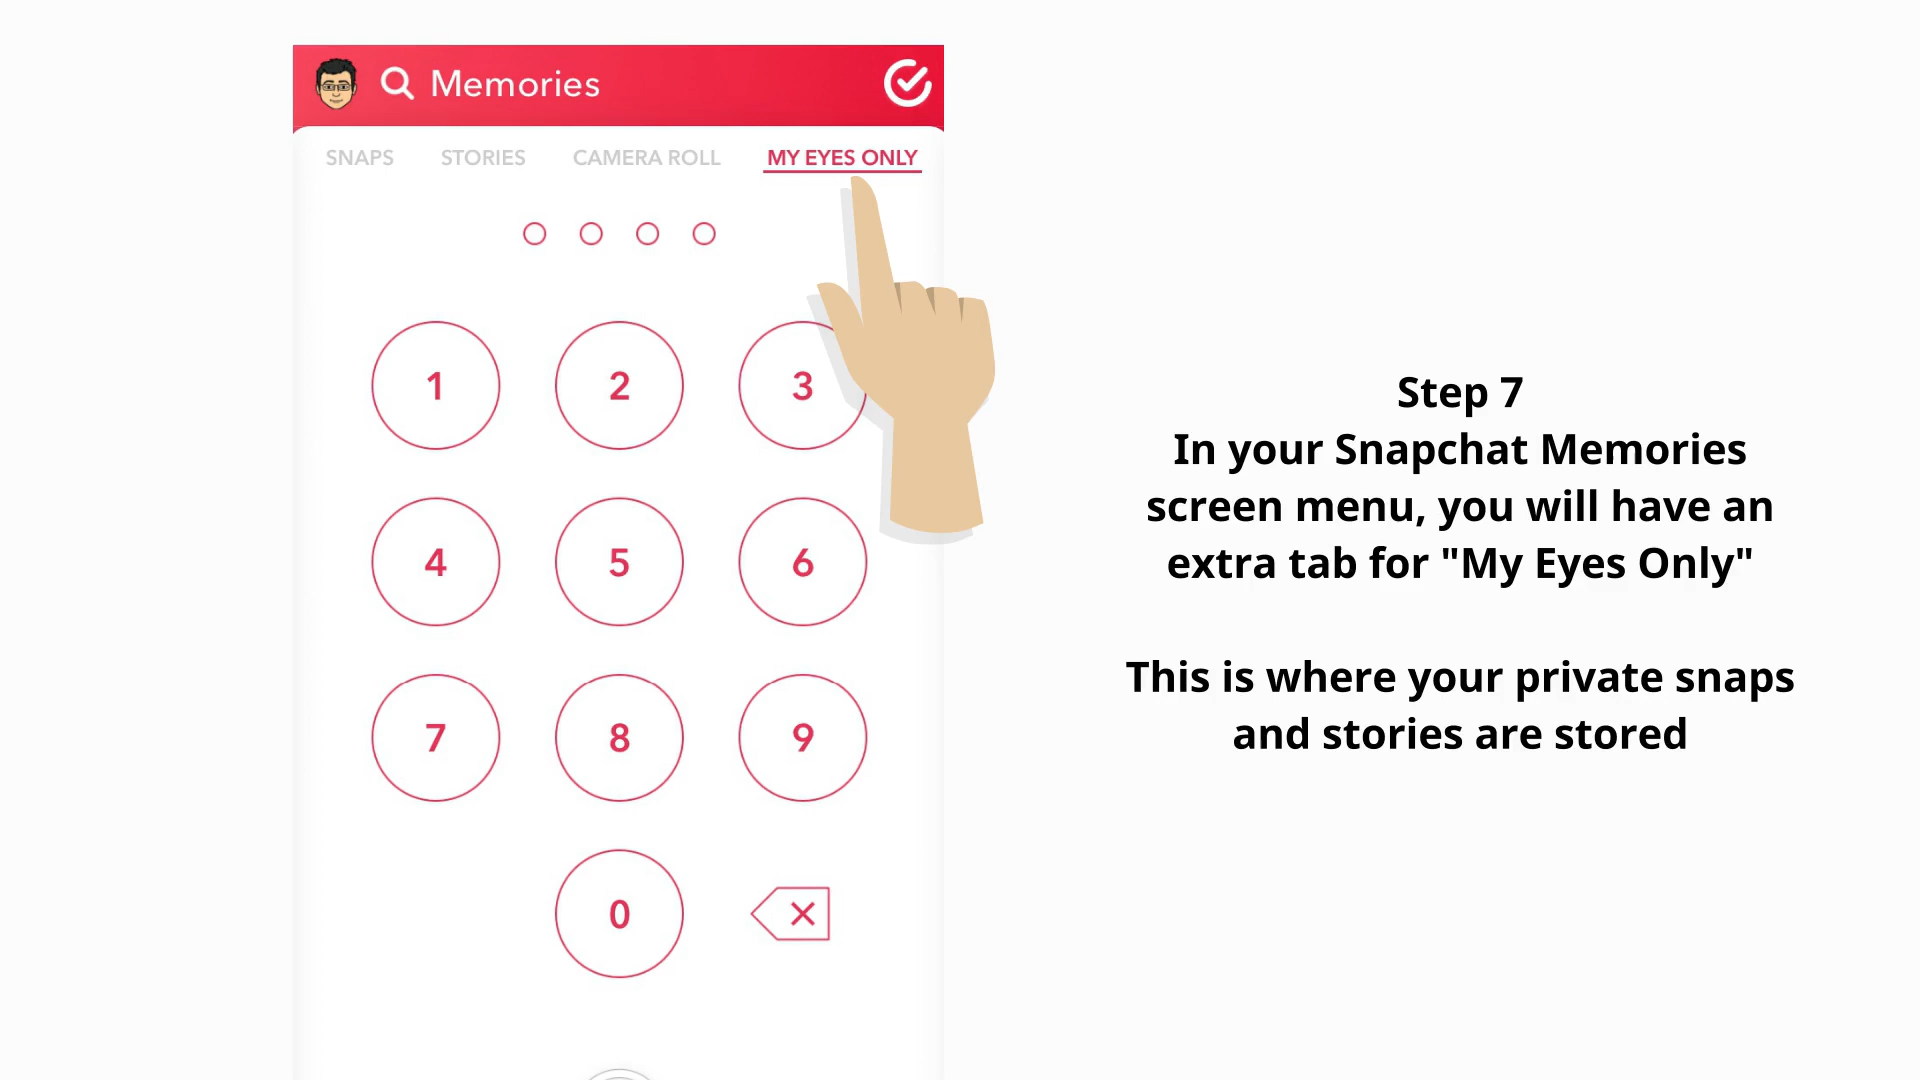 Memories
SNAPS STORIES CAMERA ROLL MY EYES ONLY
1 2 3
4 5 6
7 8 9
0
Step 7
In your Snapchat Memories
screen menu, you will have an
extra tab for "My Eyes Only"
This is where your private snaps
and stories are stored